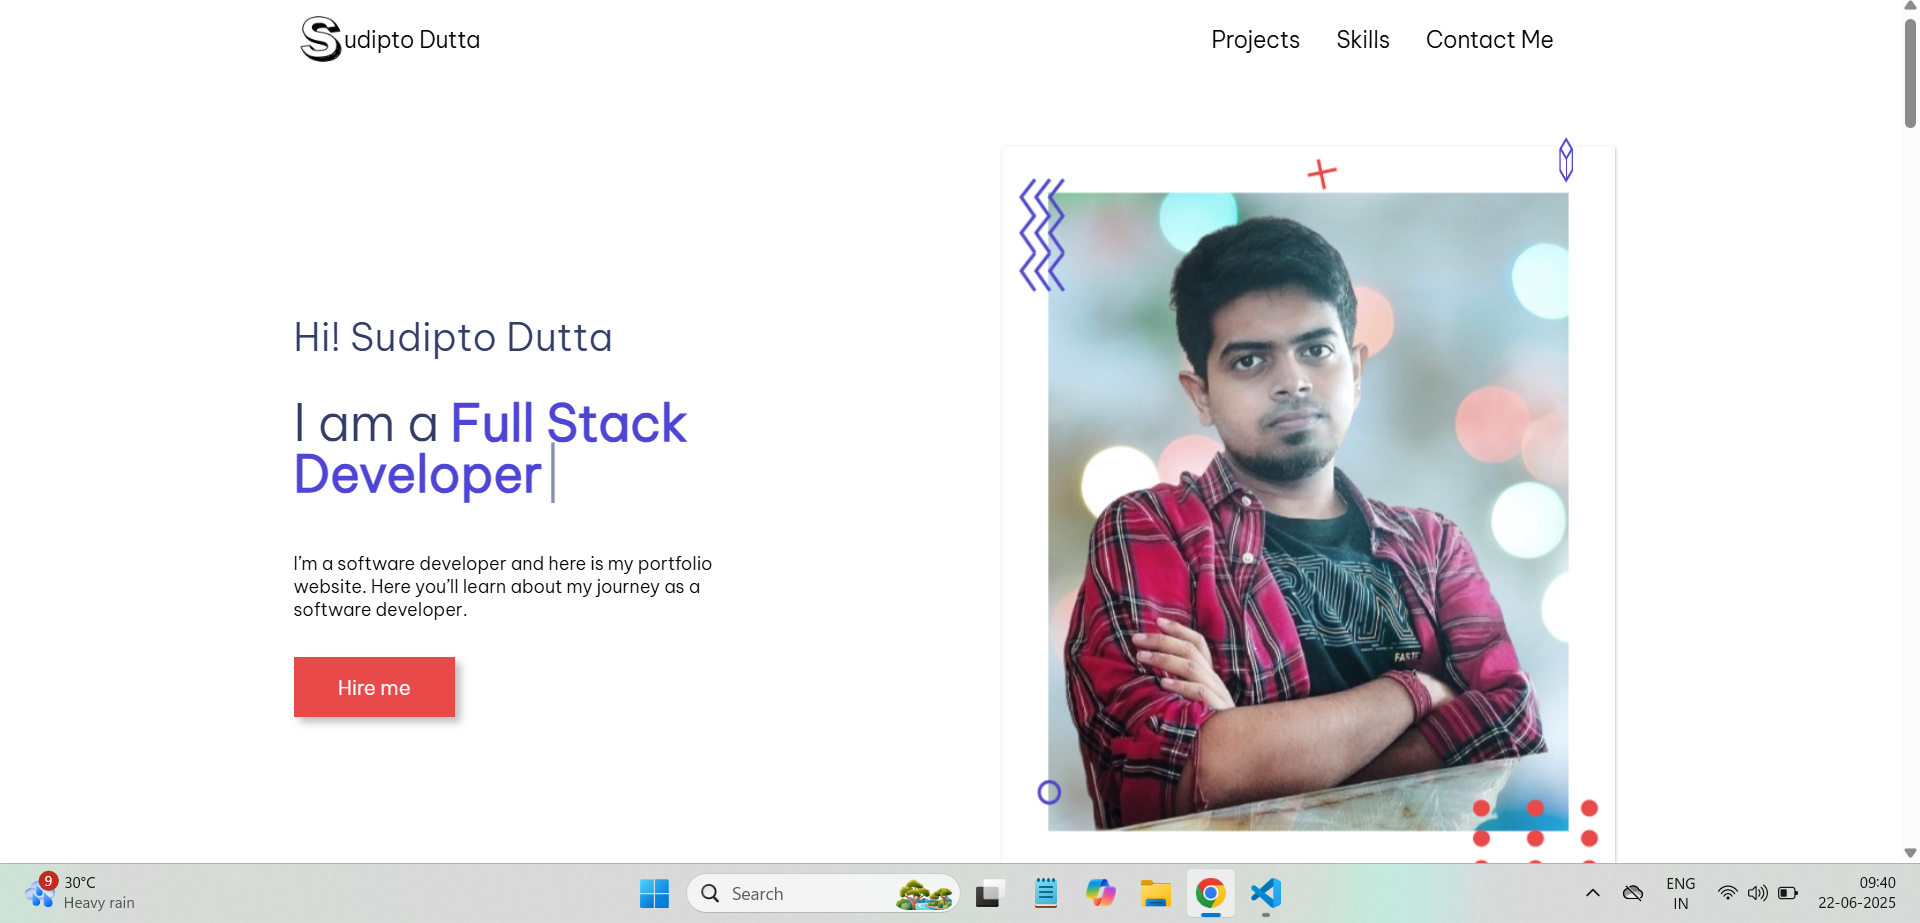 Sudipto Dutta
Projects Skills Contact Me
Hi! Sudipto Dutta
I am a Full Stack
Developer
I'm a software developer and here is my portfolio
website. Here you'll learn about my journey as a
software developer.
Hire me
RUN
9
30°C
Heavy rain
Search
ENG
IN
09:40
22-06-2025